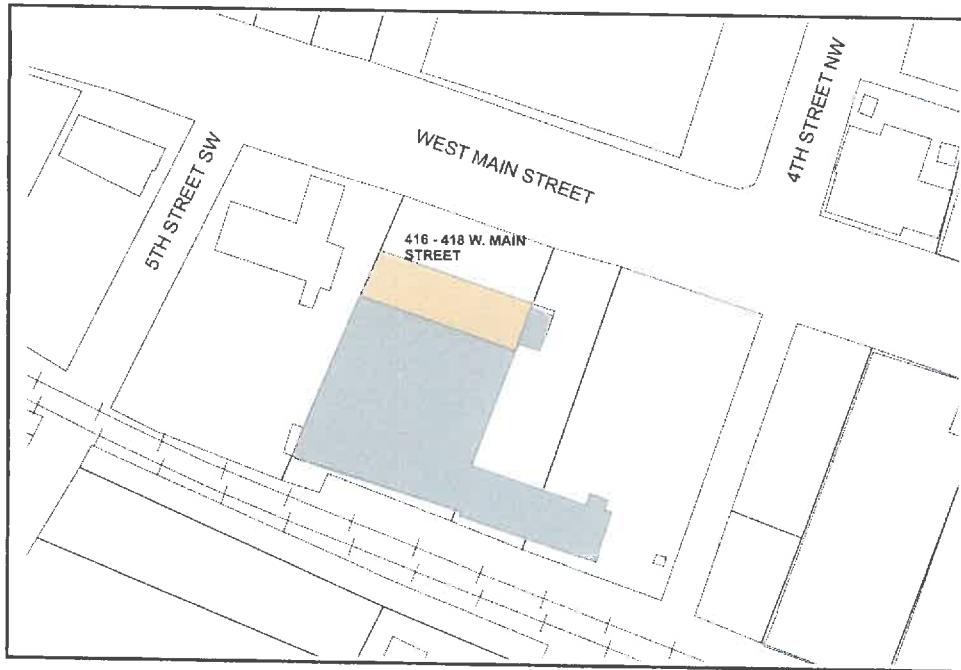 WEST MAIN STREET
4TH STREET NW
5TH STREET SW
416 - 418 W. MAIN
STREET